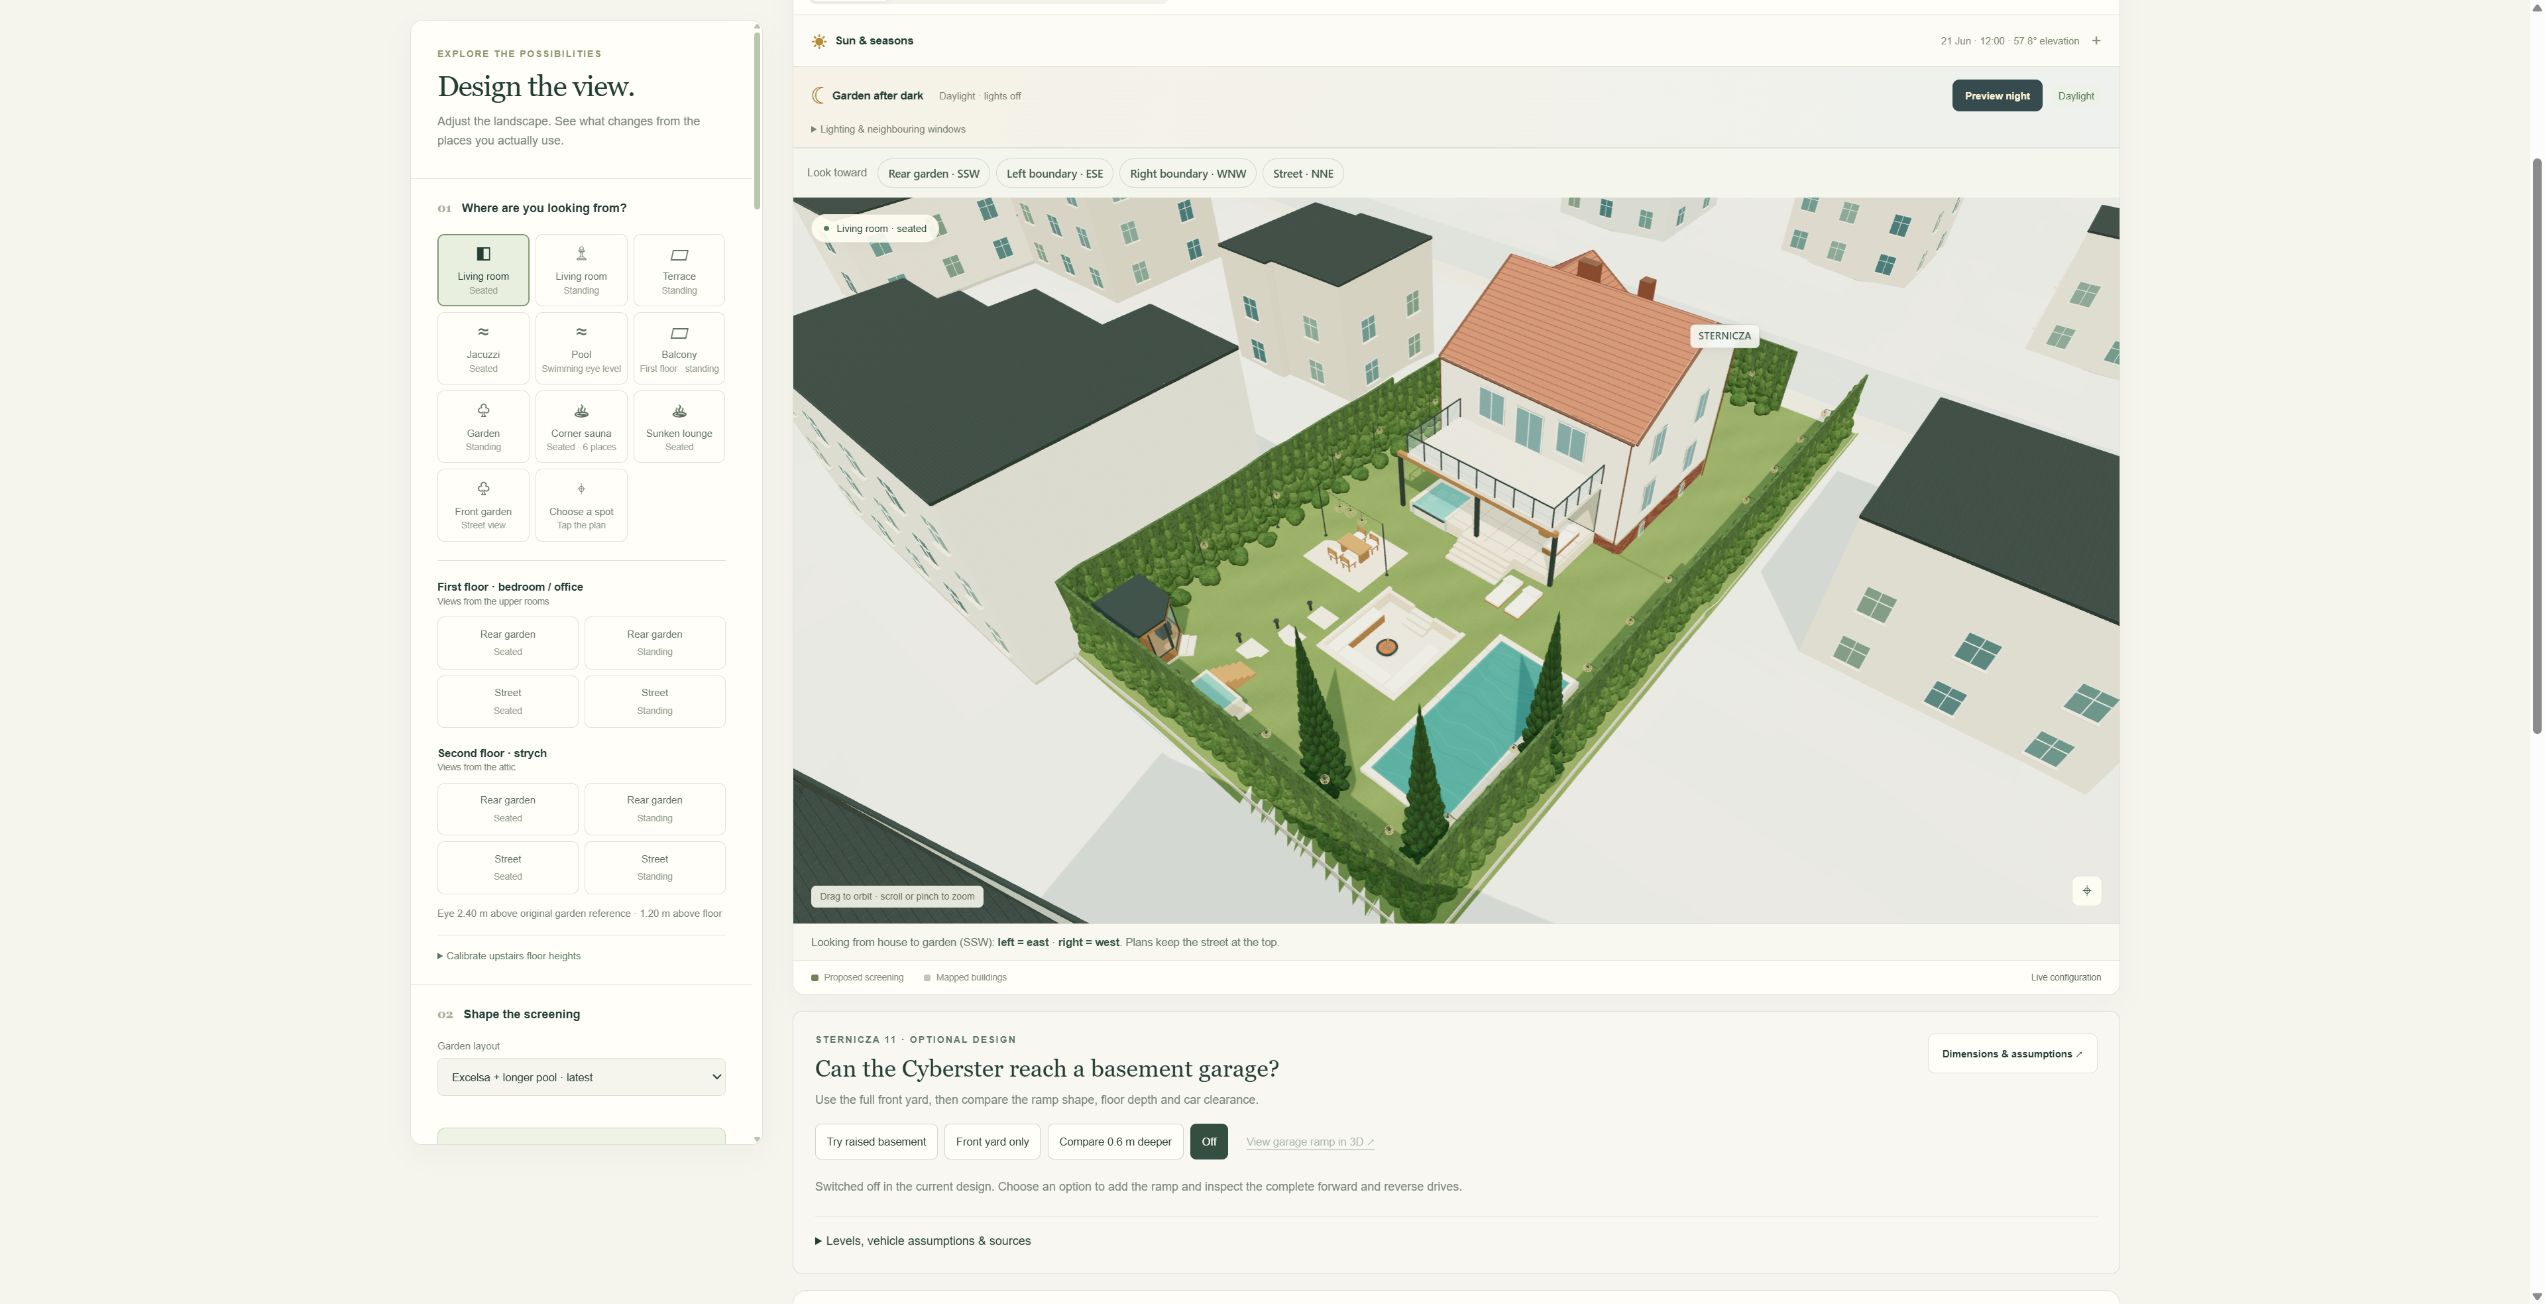 EXPLORE THE POSSIBILITIES
Design the view.
Adjust the landscape. See what changes from the
places you actually use.
01 Where are you looking from?
Living room
Seated
Living room
Standing
Terrace
Standing
Jacuzzi
Seated
Pool
Swimming eye level
Balcony
First floor · standing
Garden
Standing
Corner sauna
Seated · 6 places
Sunken lounge
Seated
Front garden
Street view
Choose a spot
Tap the plan
First floor · bedroom / office
Views from the upper rooms
Rear garden
Seated
Rear garden
Standing
Street
Seated
Street
Standing
Second floor · strych
Views from the attic
Rear garden
Seated
Rear garden
Standing
Street
Seated
Street
Standing
Eye 2.40 m above original garden reference · 1.20 m above floor
Calibrate upstairs floor heights
02 Shape the screening
Garden layout
Excelsa + longer pool · latest
Sun & seasons
21 Jun · 12:00 · 57.8° elevation +
Garden after dark
Daylight · lights off
Preview night
Daylight
Lighting & neighbouring windows
Look toward
Rear garden · SSW
Left boundary · ESE
Right boundary · WNW
Street · NNE
Living room · seated
STERNICZA
Drag to orbit · scroll or pinch to zoom
Looking from house to garden (SSW): left = east · right = west. Plans keep the street at the top.
Proposed screening
Mapped buildings
Live configuration
STERNICZA 11 · OPTIONAL DESIGN
Can the Cyberster reach a basement garage?
Dimensions & assumptions ↗
Use the full front yard, then compare the ramp shape, floor depth and car clearance.
Try raised basement
Front yard only
Compare 0.6 m deeper
Off
View garage ramp in 3D ↗
Switched off in the current design. Choose an option to add the ramp and inspect the complete forward and reverse drives.
Levels, vehicle assumptions & sources